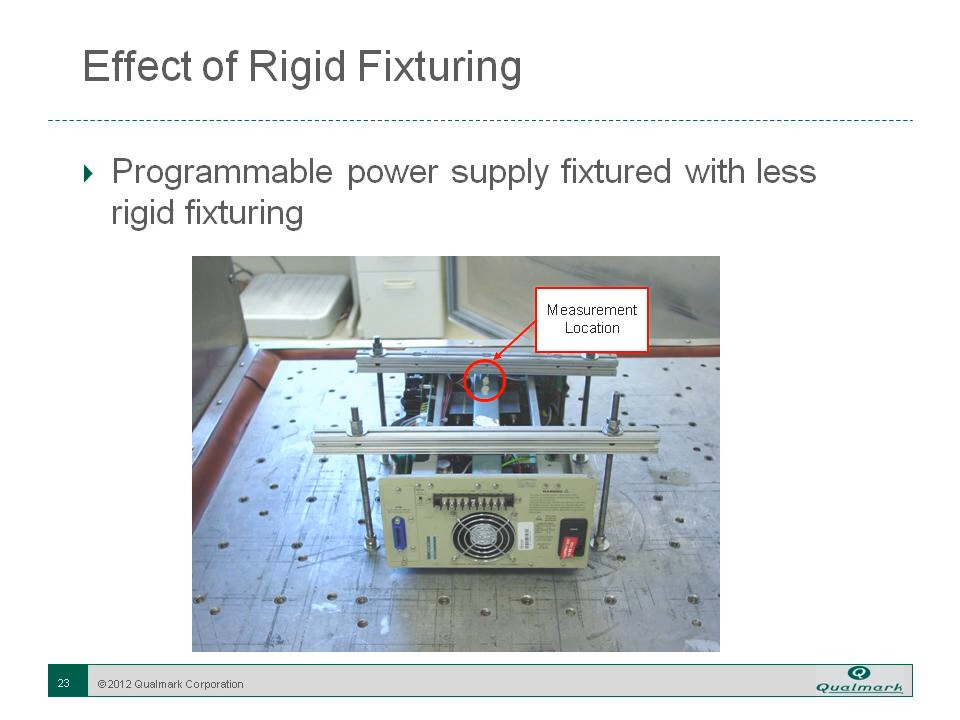 Effect of Rigid Fixturing
Programmable power supply fixtured with less
rigid fixturing
Measurement
Location
WARNING
23
©2012 Qualmark Corporation
Qualmark